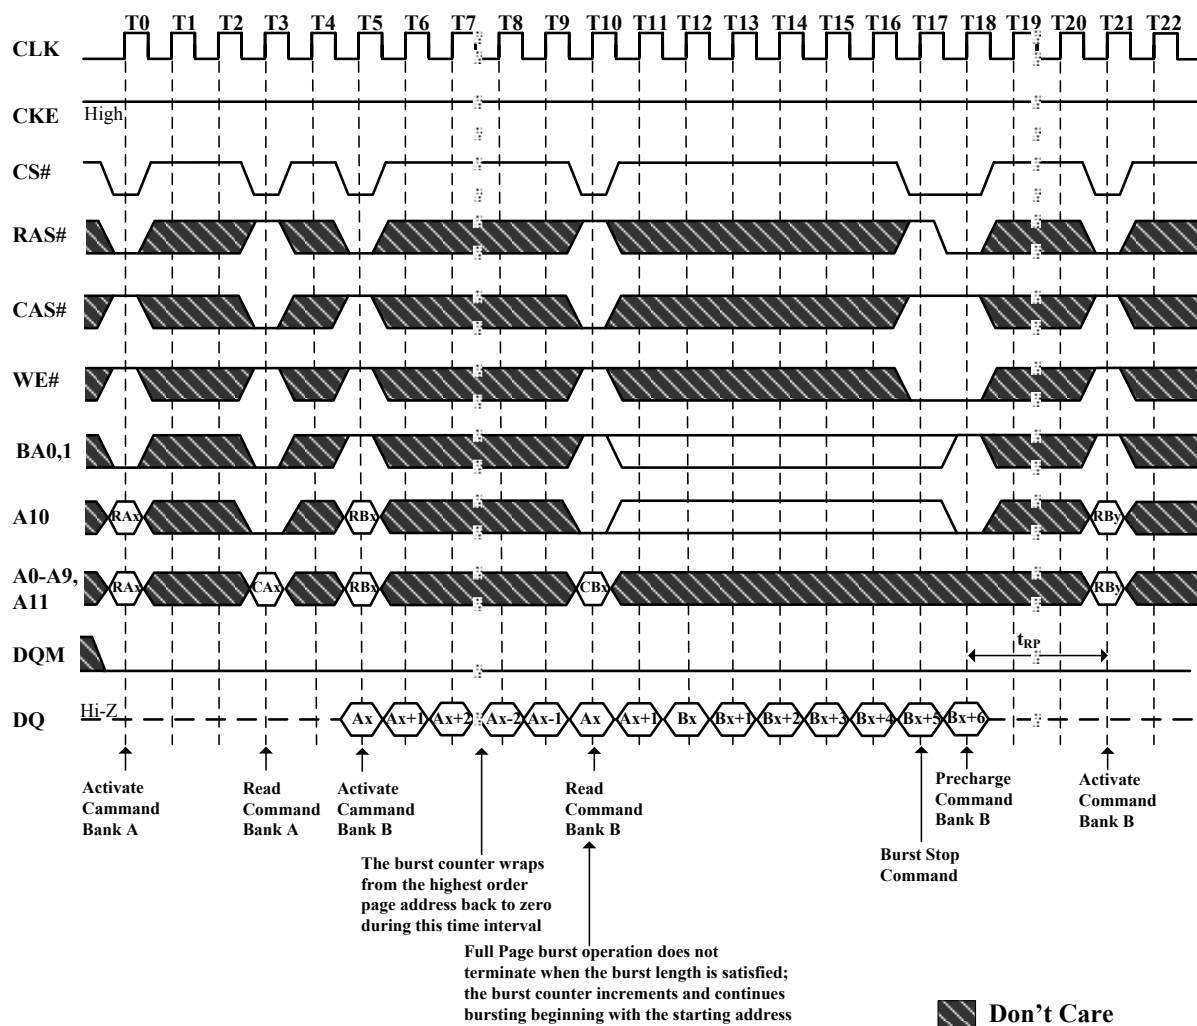 T0 T1 T2 T3 T4 T5 T6 T7 T8 T9 T10 T11 T12 T13 T14 T15 T16 T17 T18 T19 T20 T21 T22
CLK
CKE High
CS#
RAS#
CAS#
WE#
BA0,1
A10 RAx RBx RBy
A0-A9,
A11 RAx CAx RBx CBx RBy
DQM tRP
DQ Hi-Z Ax Ax+1 Ax+2 Ax-2 Ax-1 Ax Ax+1 Bx Bx+1 Bx+2 Bx+3 Bx+4 Bx+5 Bx+6
Activate
Cammand
Bank A
Read
Command
Bank A
Activate
Cammand
Bank B
Read
Command
Bank B
Precharge
Command
Bank B
Activate
Command
Bank B
The burst counter wraps
from the highest order
page address back to zero
during this time interval
Burst Stop
Command
Full Page burst operation does not
terminate when the burst length is satisfied;
the burst counter increments and continues
bursting beginning with the starting address
Don't Care